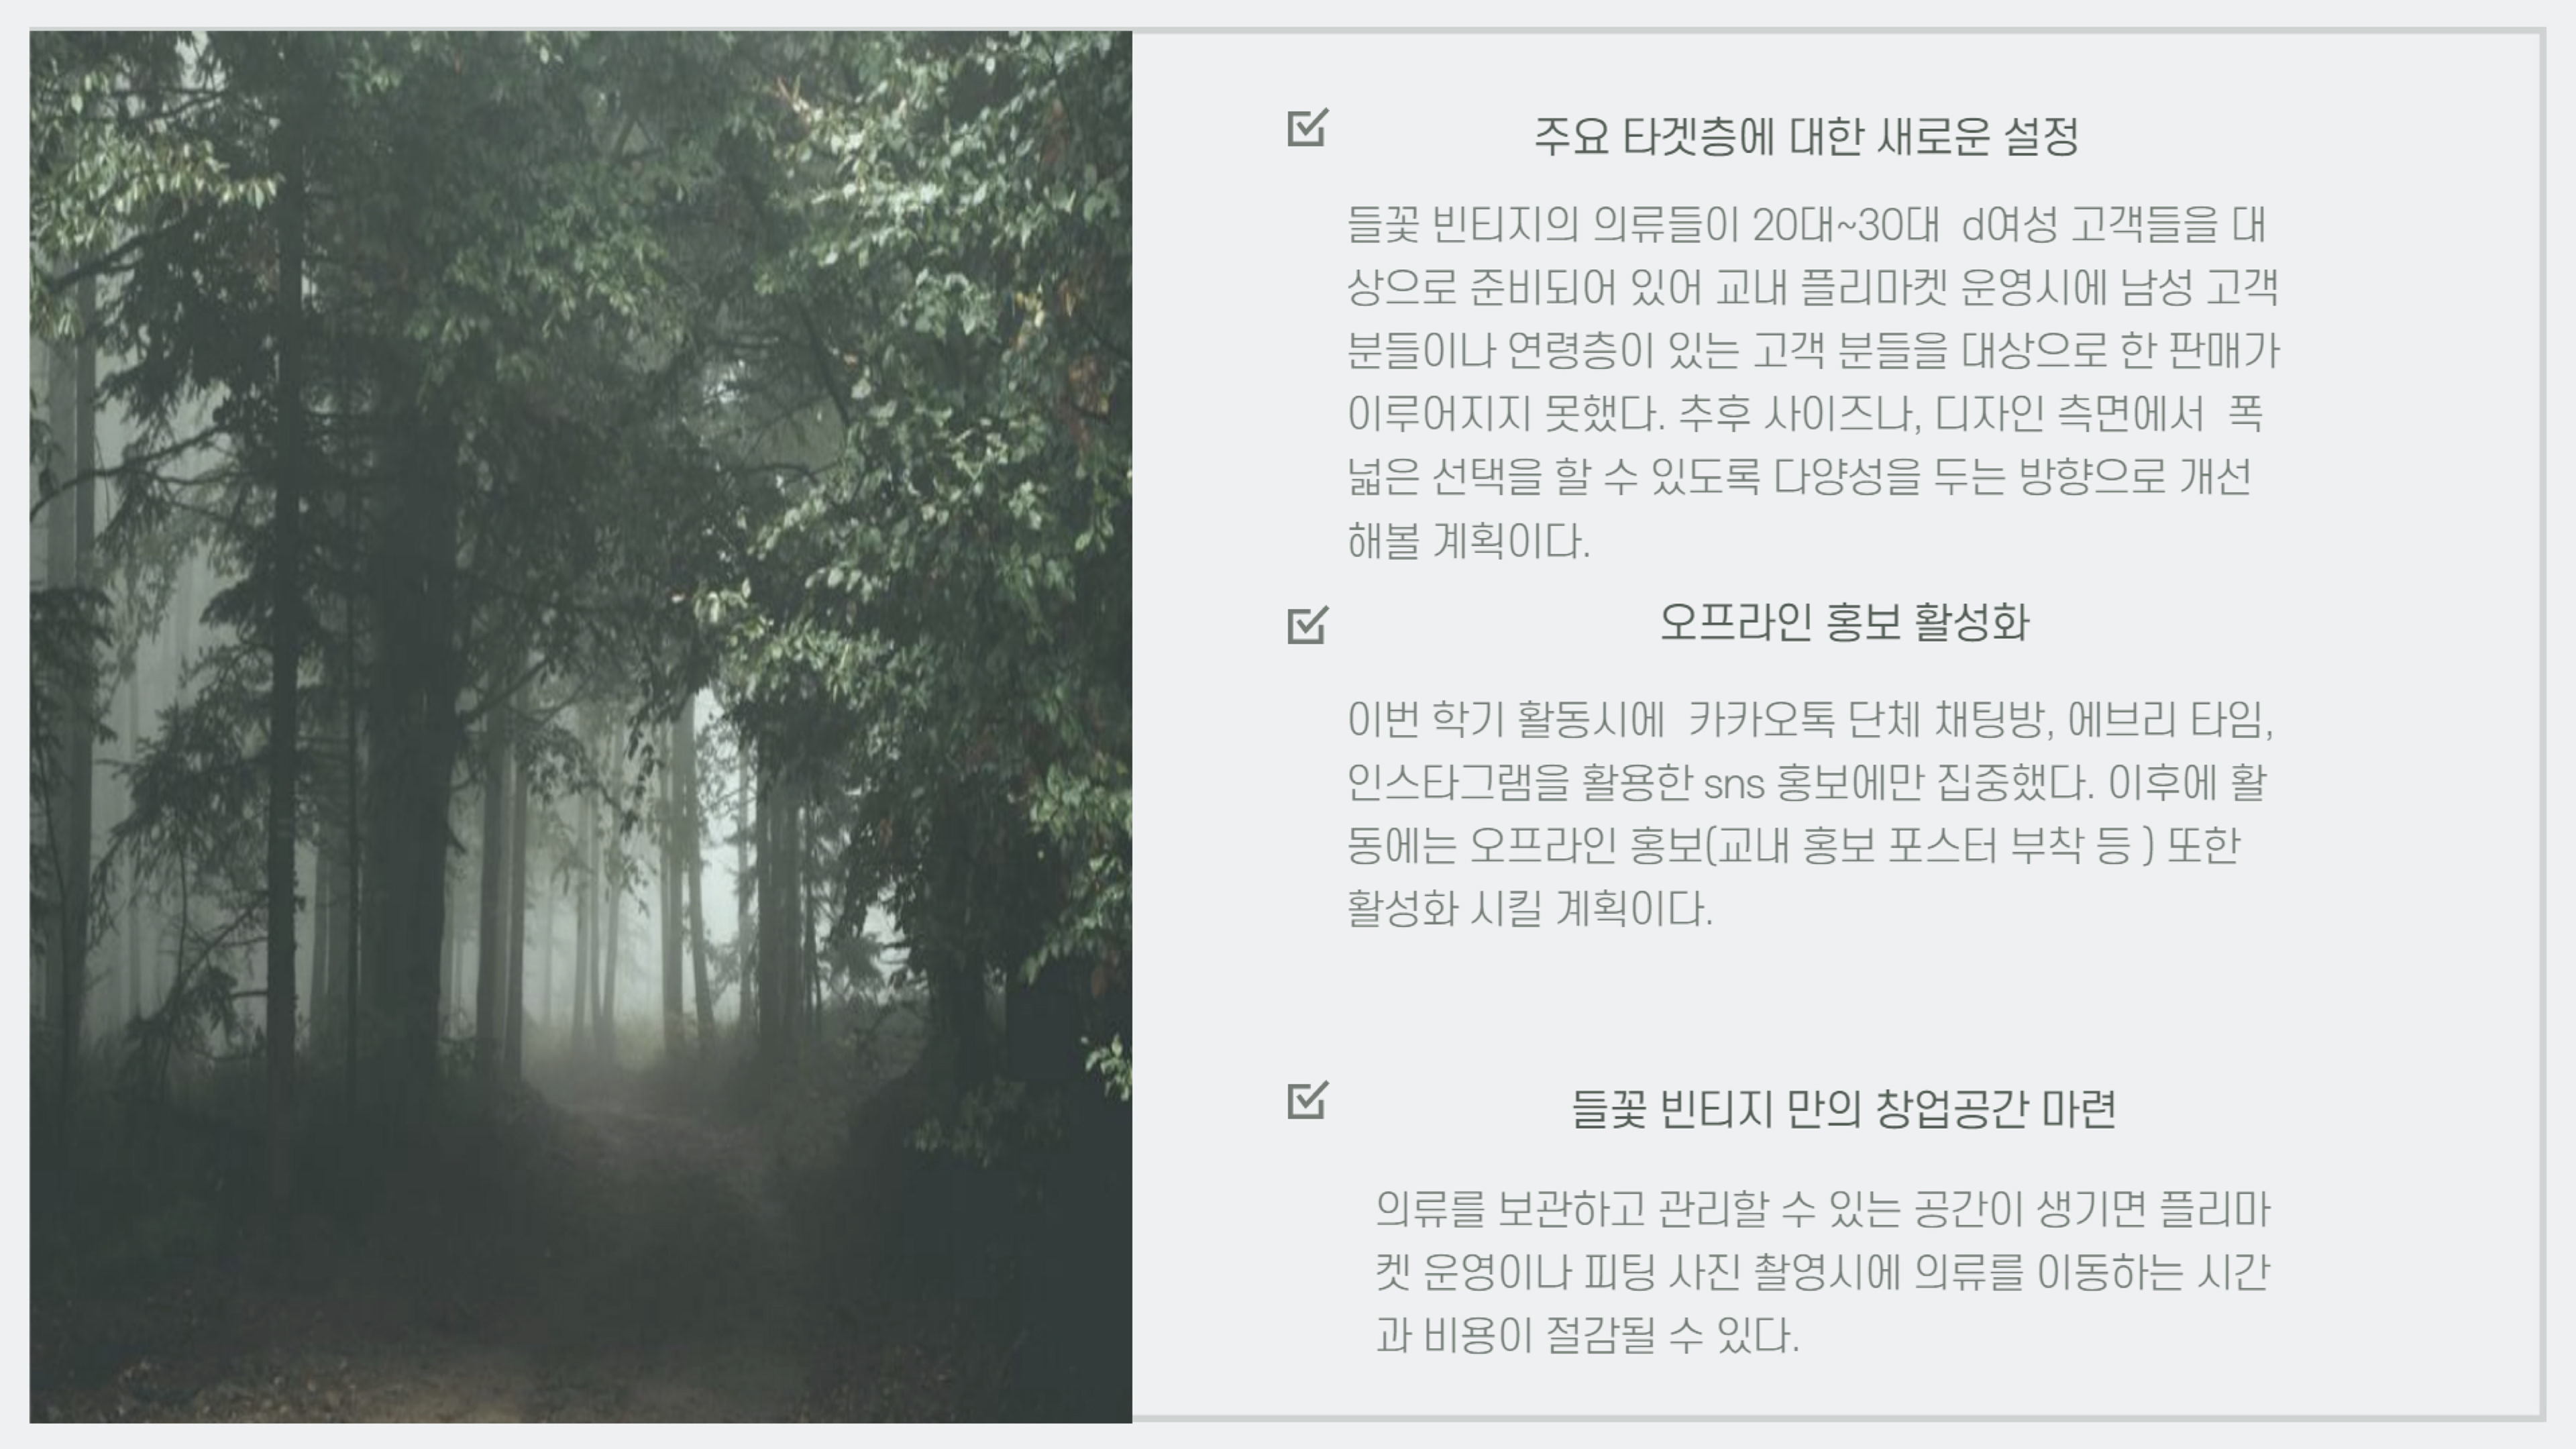 주요 타겟층에 대한 새로운 설정
들꽃 빈티지의 의류들이 20대~30대  d여성 고객들을 대
상으로 준비되어 있어 교내 플리마켓 운영시에 남성 고객
분들이나 연령층이 있는 고객 분들을 대상으로 한 판매가
이루어지지 못했다. 추후 사이즈나, 디자인 측면에서  폭
넓은 선택을 할 수 있도록 다양성을 두는 방향으로 개선
해볼 계획이다.
오프라인 홍보 활성화
이번 학기 활동시에  카카오톡 단체 채팅방, 에브리 타임,
인스타그램을 활용한 sns 홍보에만 집중했다. 이후에 활
동에는 오프라인 홍보(교내 홍보 포스터 부착 등 ) 또한
활성화 시킬 계획이다.
들꽃 빈티지 만의 창업공간 마련
의류를 보관하고 관리할 수 있는 공간이 생기면 플리마
켓 운영이나 피팅 사진 촬영시에 의류를 이동하는 시간
과 비용이 절감될 수 있다.